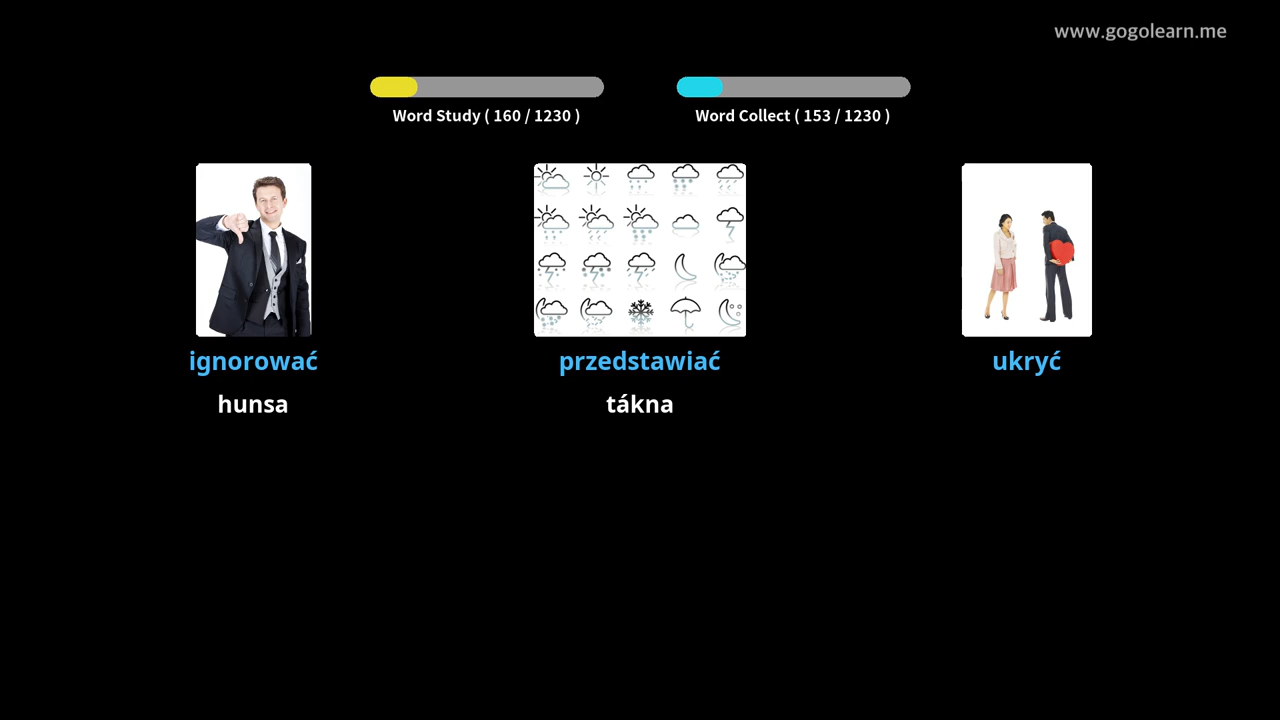 www.gogolearn.me
Word Study ( 160 / 1230 )
Word Collect ( 153 / 1230 )
ignorować
przedstawiać
ukryć
hunsa
tákna